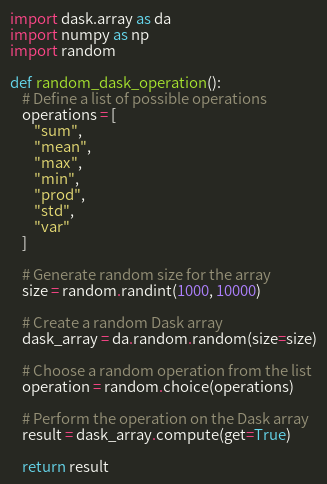 import dask.array as da
import numpy as np
import random

def random_dask_operation():
    # Define a list of possible operations
    operations = [
        "sum",
        "mean",
        "max",
        "min",
        "prod",
        "std",
        "var"
    ]

    # Generate random size for the array
    size = random.randint(1000, 10000)

    # Create a random Dask array
    dask_array = da.random.random(size=size)

    # Choose a random operation from the list
    operation = random.choice(operations)

    # Perform the operation on the Dask array
    result = dask_array.compute(get=True)

    return result